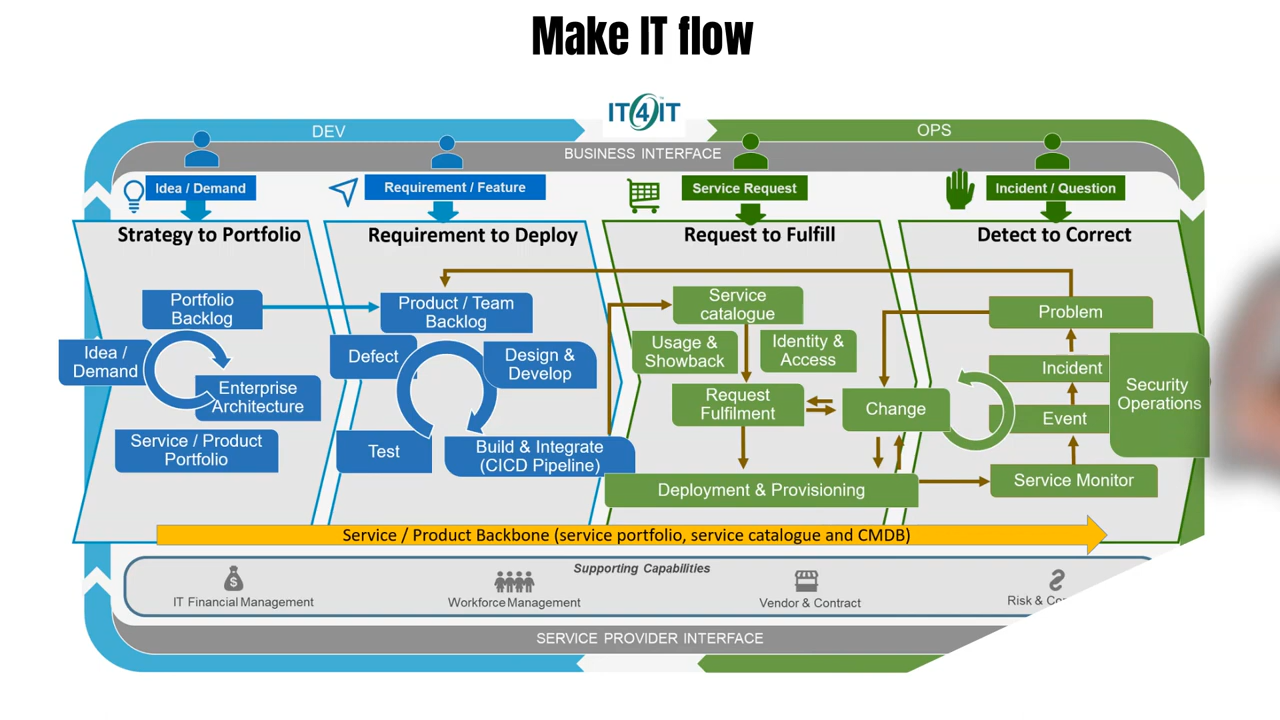 Make IT flow
IT4IT
DEV
OPS
BUSINESS INTERFACE
Idea / Demand
Requirement / Feature
Service Request
Incident / Question
Strategy to Portfolio
Requirement to Deploy
Request to Fulfill
Detect to Correct
Portfolio
Backlog
Idea /
Demand
Enterprise
Architecture
Service / Product
Portfolio
Product / Team
Backlog
Defect
Design &
Develop
Test
Build & Integrate
(CICD Pipeline)
Service
catalogue
Usage &
Showback
Identity &
Access
Request
Fulfilment
Change
Deployment & Provisioning
Problem
Incident
Event
Security
Operations
Service Monitor
Service / Product Backbone (service portfolio, service catalogue and CMDB)
Supporting Capabilities
IT Financial Management
Workforce Management
Vendor & Contract
Risk &
SERVICE PROVIDER INTERFACE